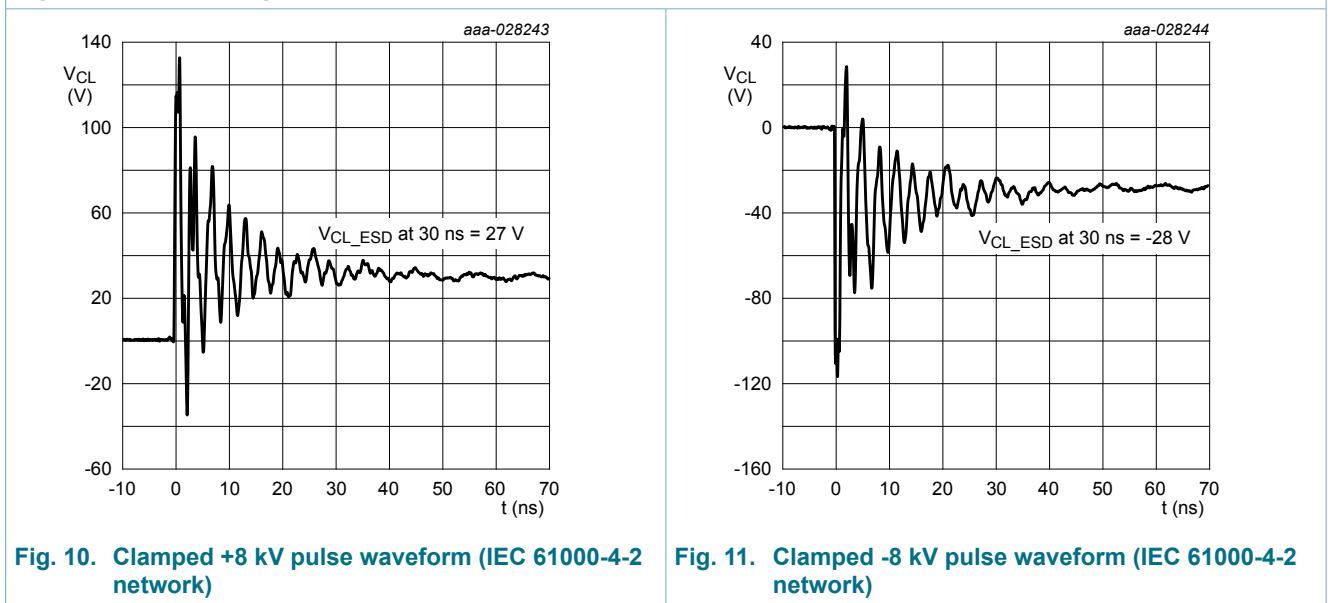 aaa-028243
140
VCL
(V)
100
60
VCL_ESD at 30 ns = 27 V
20
-20
-60
-10 0 10 20 30 40 50 60 70
t (ns)
Fig. 10. Clamped +8 kV pulse waveform (IEC 61000-4-2
network)
aaa-028244
40
VCL
(V)
0
-40
VCL_ESD at 30 ns = -28 V
-80
-120
-160
-10 0 10 20 30 40 50 60 70
t (ns)
Fig. 11. Clamped -8 kV pulse waveform (IEC 61000-4-2
network)